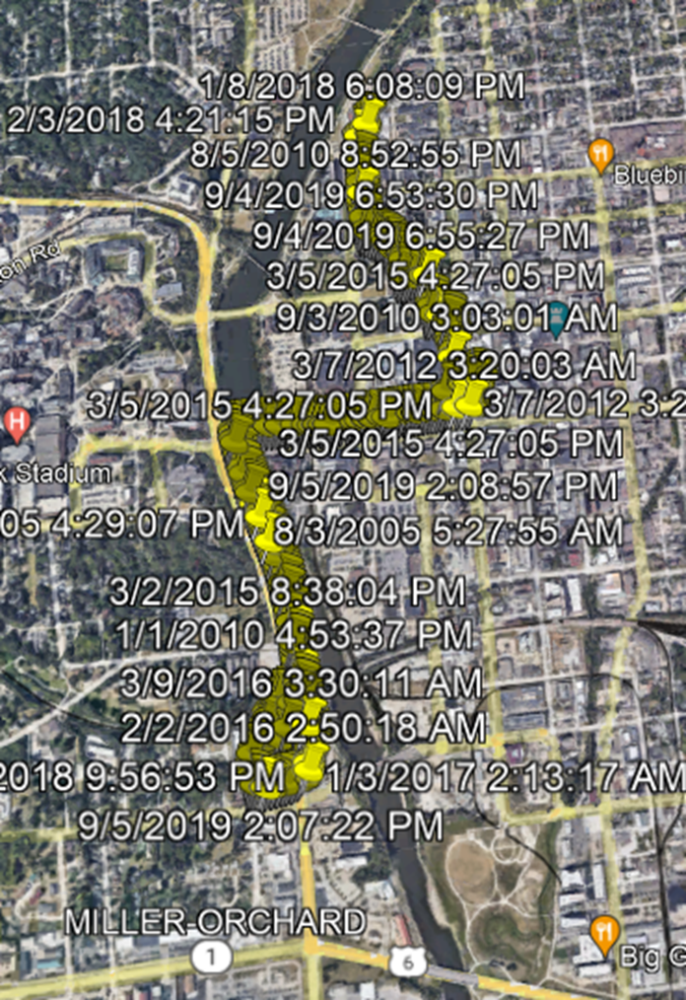 1/8/2018 6:08:09 PM
2/3/2018 4:21:15 PM
8/5/2010 8:52:55 PM
Bluebi
9/4/2019 6:53:30 PM
9/4/2019 6:55:27 PM
on Rd
3/5/2015 4:27:05 PM
9/3/2010 3:03:01 AM
3/7/2012 3:20:03 AM
3/5/2015 4:27:05 PM
3/7/2012 3:2
H
3/5/2015 4:27:05 PM
k Stadium
9/5/2019 2:08:57 PM
05 4:29:07 PM
8/3/2005 5:27:55 AM
3/2/2015 8:38:04 PM
1/1/2010 4:53:37 PM
3/9/2016 3:30:11 AM
2/2/2016 2:50:18 AM
2018 9:56:53 PM
1/3/2017 2:13:17 AM
9/5/2019 2:07:22 PM
MILLER-ORCHARD
1
6
Big G